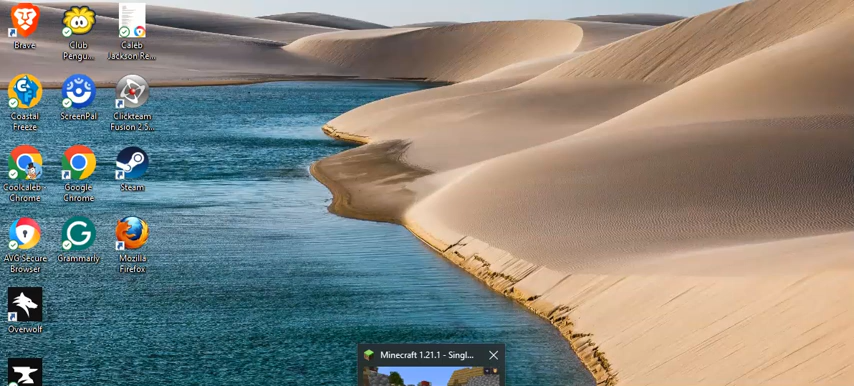 Brave
Club
Pengu...
Caleb
Jackson Re...
Coastal
Freeze
ScreenPal
Clickteam
Fusion 2.5...
Coolcaleb -
Chrome
Google
Chrome
Steam
AVG Secure
Browser
Grammarly
Mozilla
Firefox
Overwolf
Minecraft 1.21.1 - Singl...